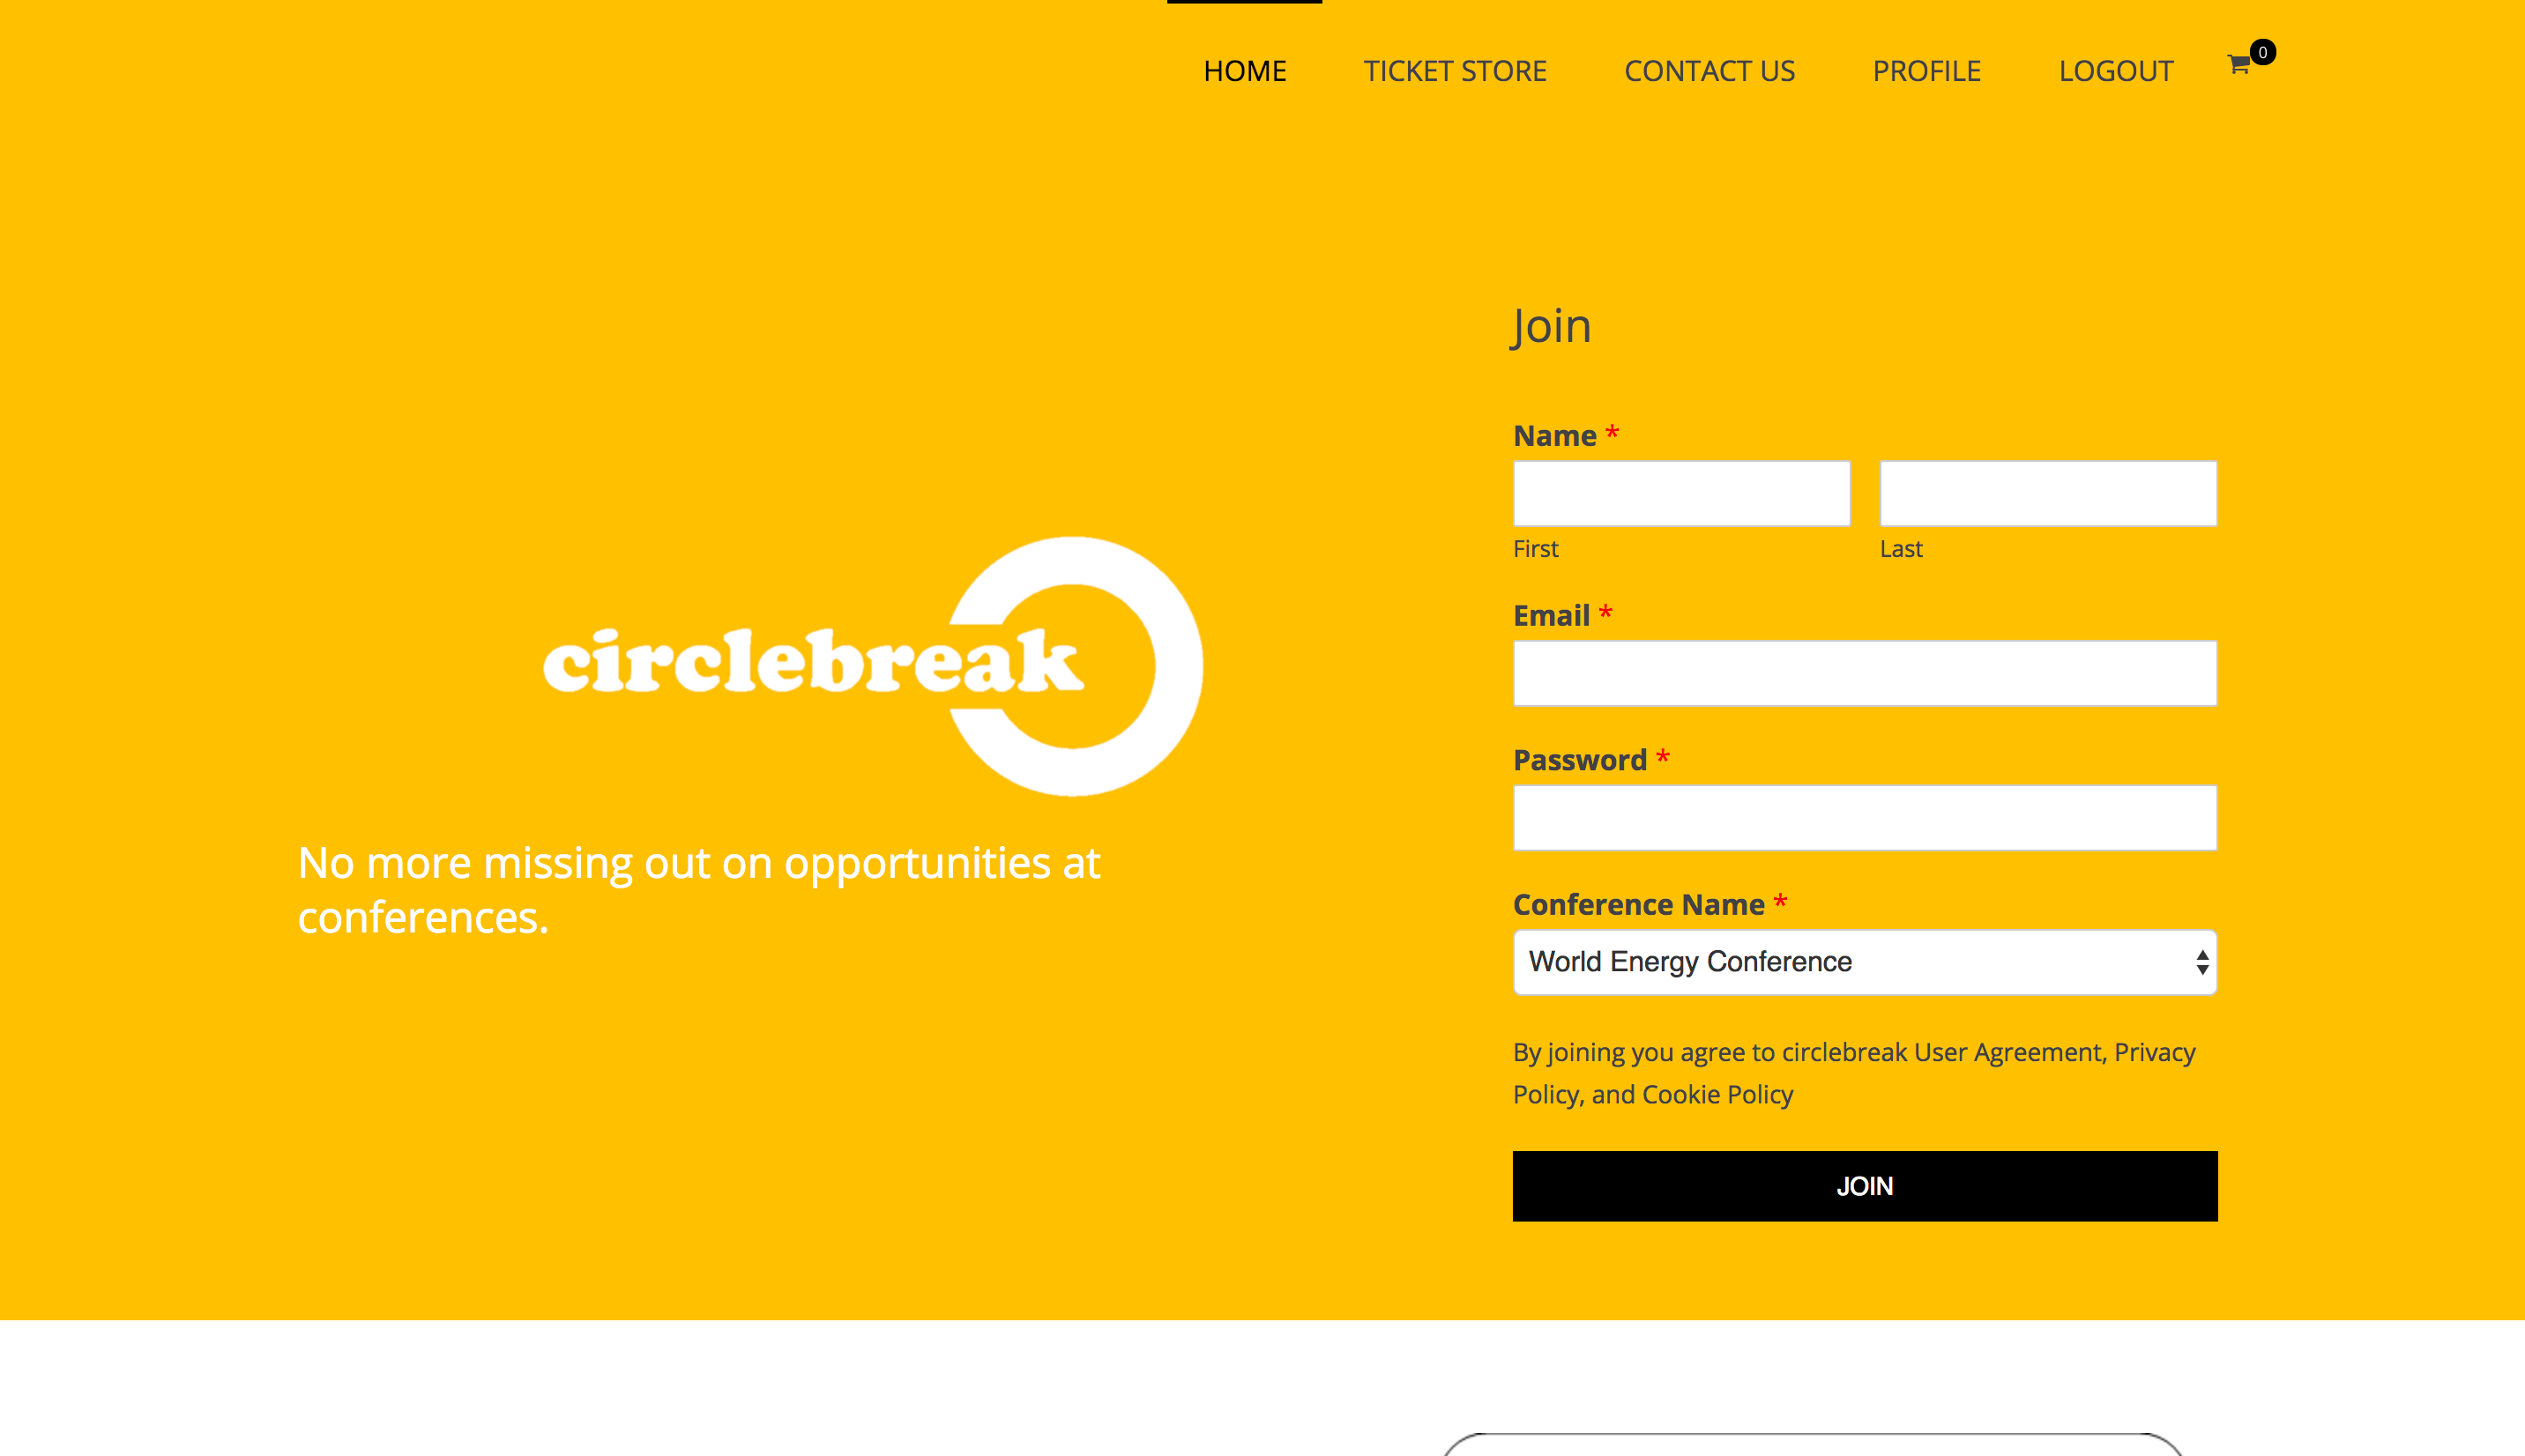 HOME TICKET STORE CONTACT US PROFILE LOGOUT 0
Join
Name *
First Last
Email *
Password *
Conference Name *
World Energy Conference
By joining you agree to circlebreak User Agreement, Privacy
Policy, and Cookie Policy
JOIN
circlebreak
No more missing out on opportunities at
conferences.